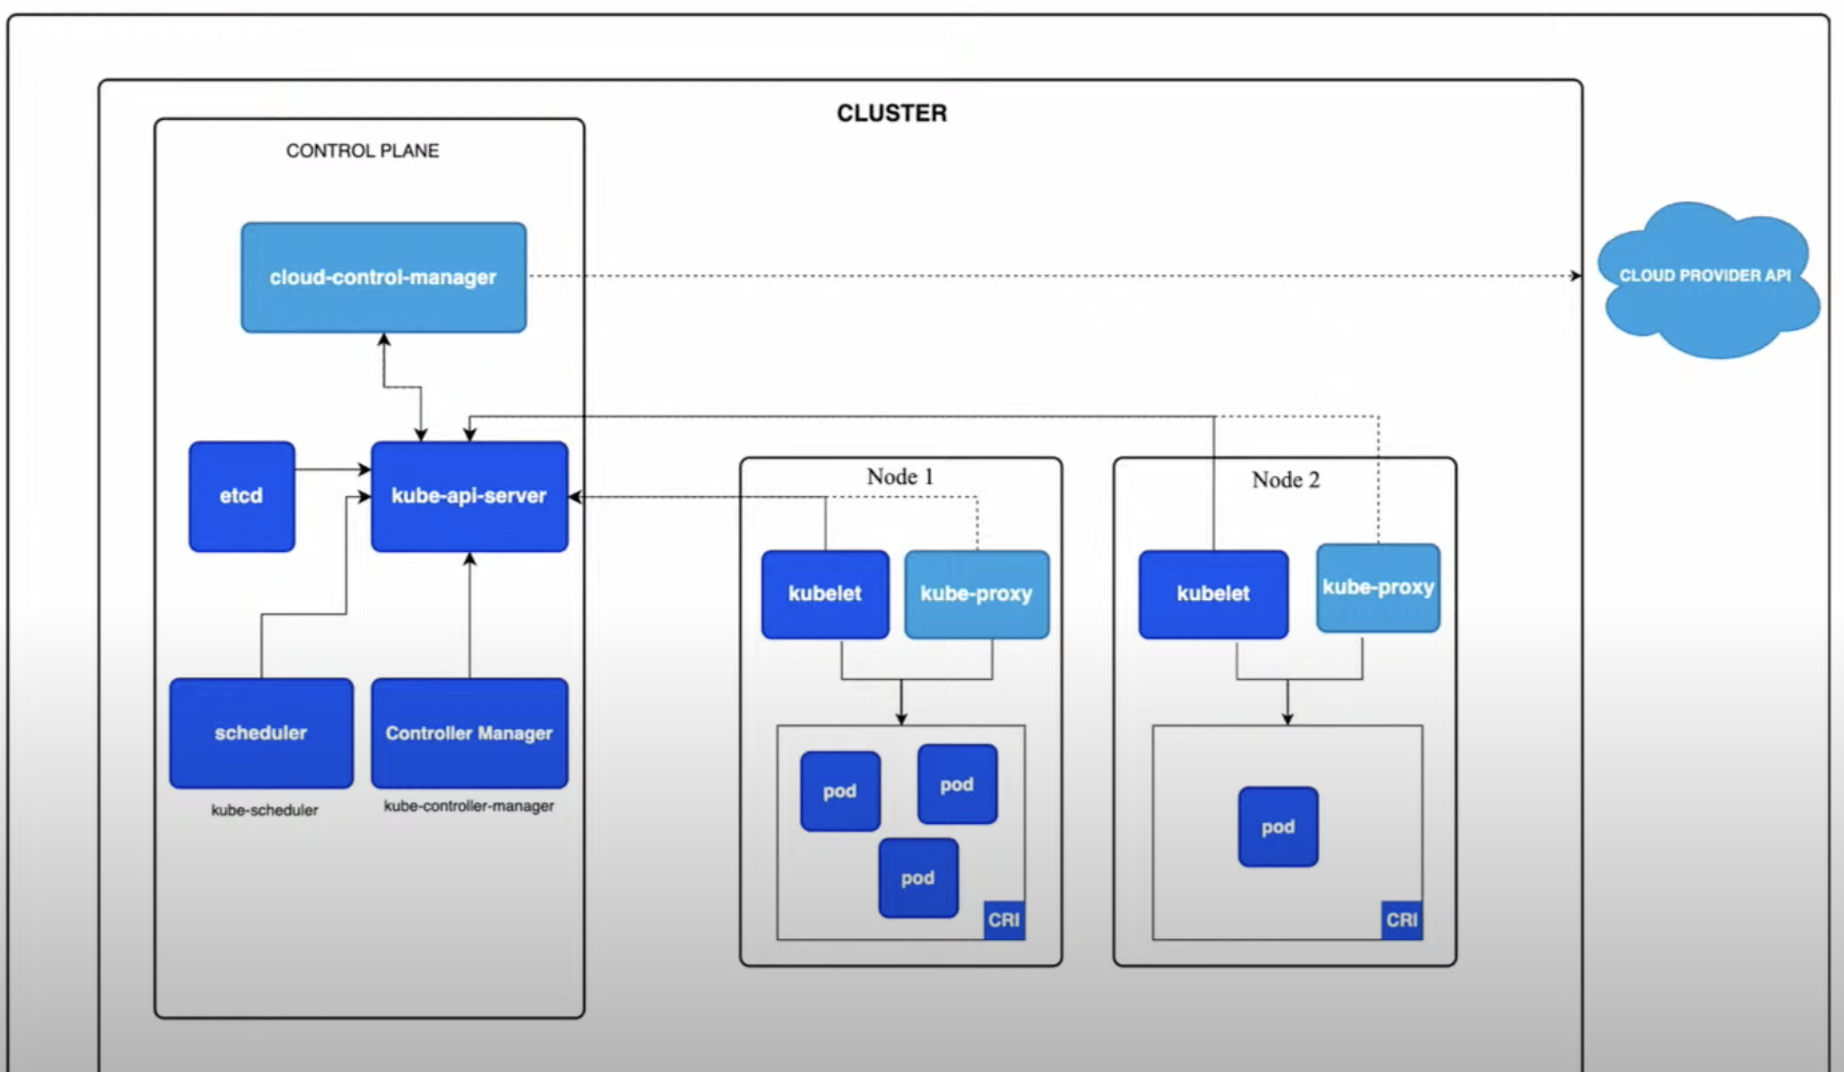 CLUSTER
CONTROL PLANE
cloud-control-manager
CLOUD PROVIDER API
etcd
kube-api-server
scheduler
kube-scheduler
Controller Manager
kube-controller-manager
Node 1
kubelet
kube-proxy
pod
pod
pod
CRI
Node 2
kubelet
kube-proxy
pod
CRI